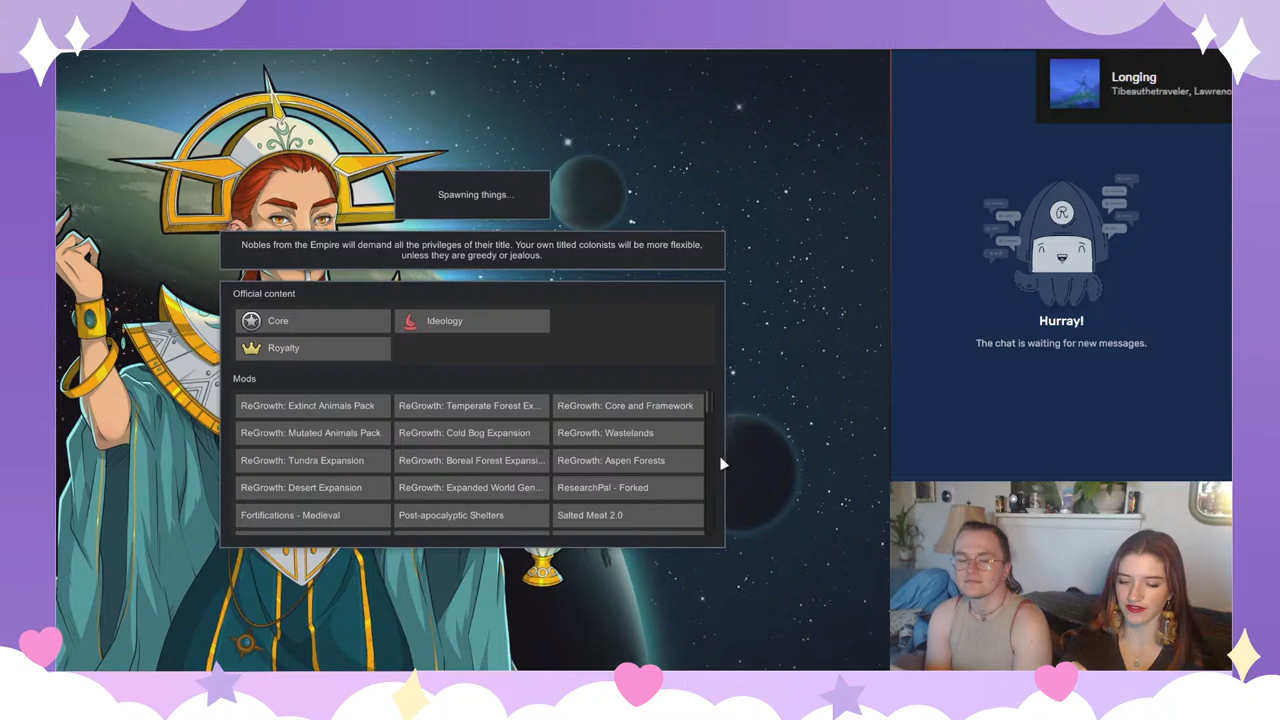 Longing
Tibeauthetraveler, Lawrenc
Spawning things...
Nobles from the Empire will demand all the privileges of their title. Your own titled colonists will be more flexible,
unless they are greedy or jealous.
Official content
Core
Ideology
Royalty
Mods
ReGrowth: Extinct Animals Pack
ReGrowth: Temperate Forest Ex...
ReGrowth: Core and Framework
ReGrowth: Mutated Animals Pack
ReGrowth: Cold Bog Expansion
ReGrowth: Wastelands
ReGrowth: Tundra Expansion
ReGrowth: Boreal Forest Expansi...
ReGrowth: Aspen Forests
ReGrowth: Desert Expansion
ReGrowth: Expanded World Gen...
ResearchPal - Forked
Fortifications - Medieval
Post-apocalyptic Shelters
Salted Meat 2.0
R
Hurray!
The chat is waiting for new messages.